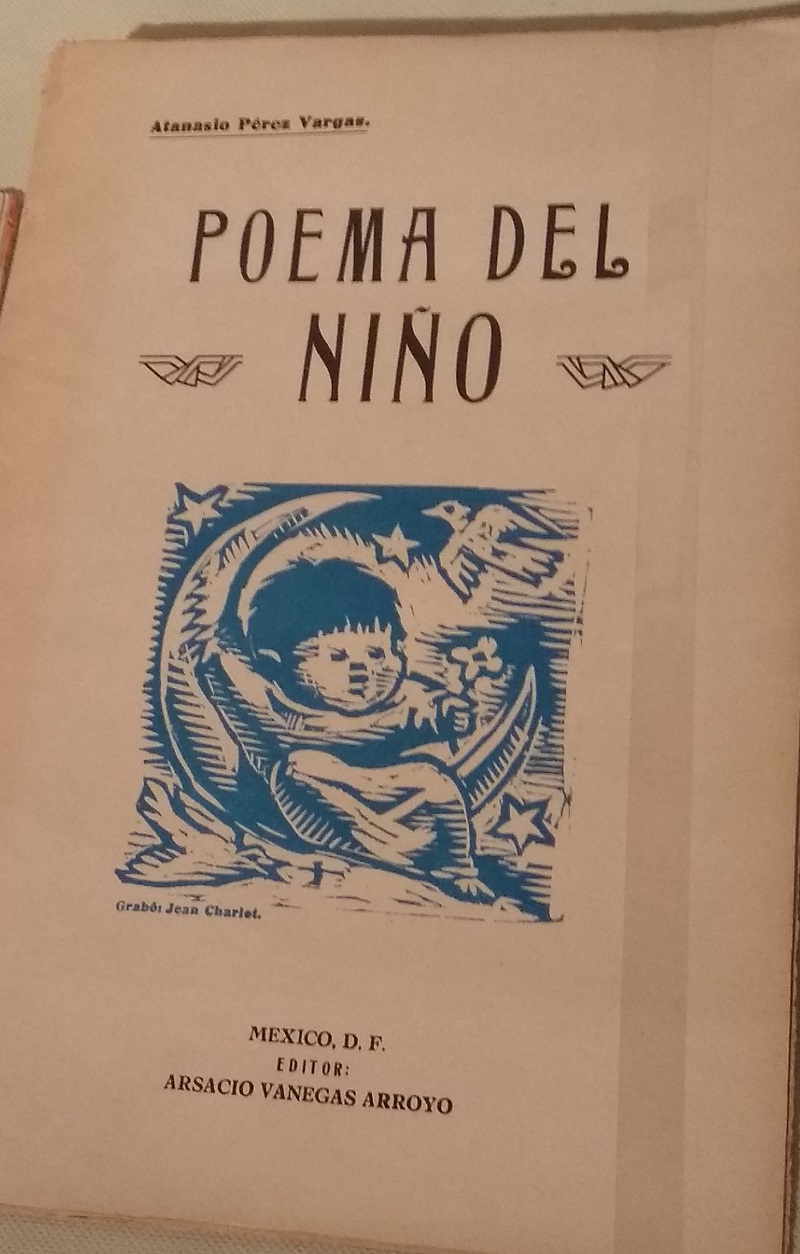 Atanasio Pérez Vargas.
POEMA DEL
NIÑO
Grabó: Jean Charlot.
MEXICO, D. F.
EDITOR:
ARSACIO VANEGAS ARROYO